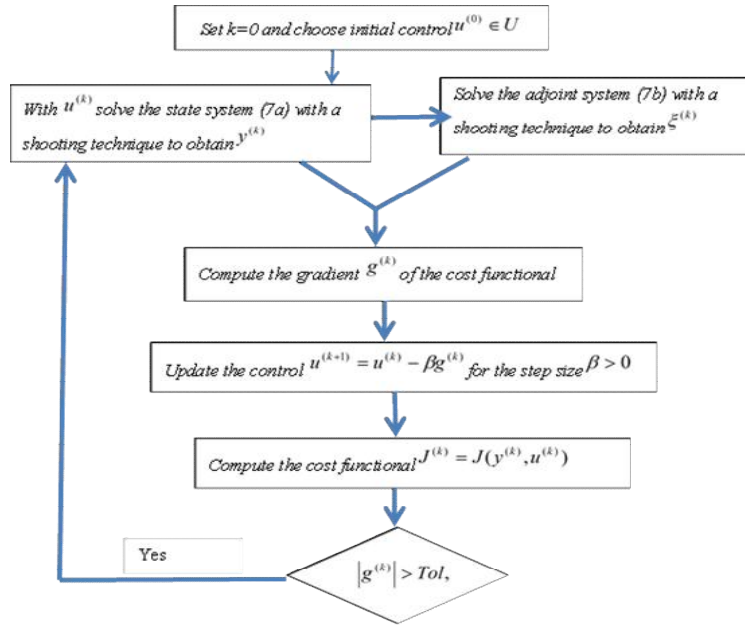 Set k=0 and choose initial control u^{(0)} ∈ U
With u^{(k)} solve the state system (7a) with a
shooting technique to obtain y^{(k)}
Solve the adjoint system (7b) with a
shooting technique to obtain ξ^{(k)}
Compute the gradient g^{(k)} of the cost functional
Update the control u^{(k+1)} = u^{(k)} − βg^{(k)} for the step size β > 0
Compute the cost functional J^{(k)} = J(y^{(k)}, u^{(k)})
Yes
|g^{(k)}| > Tol,